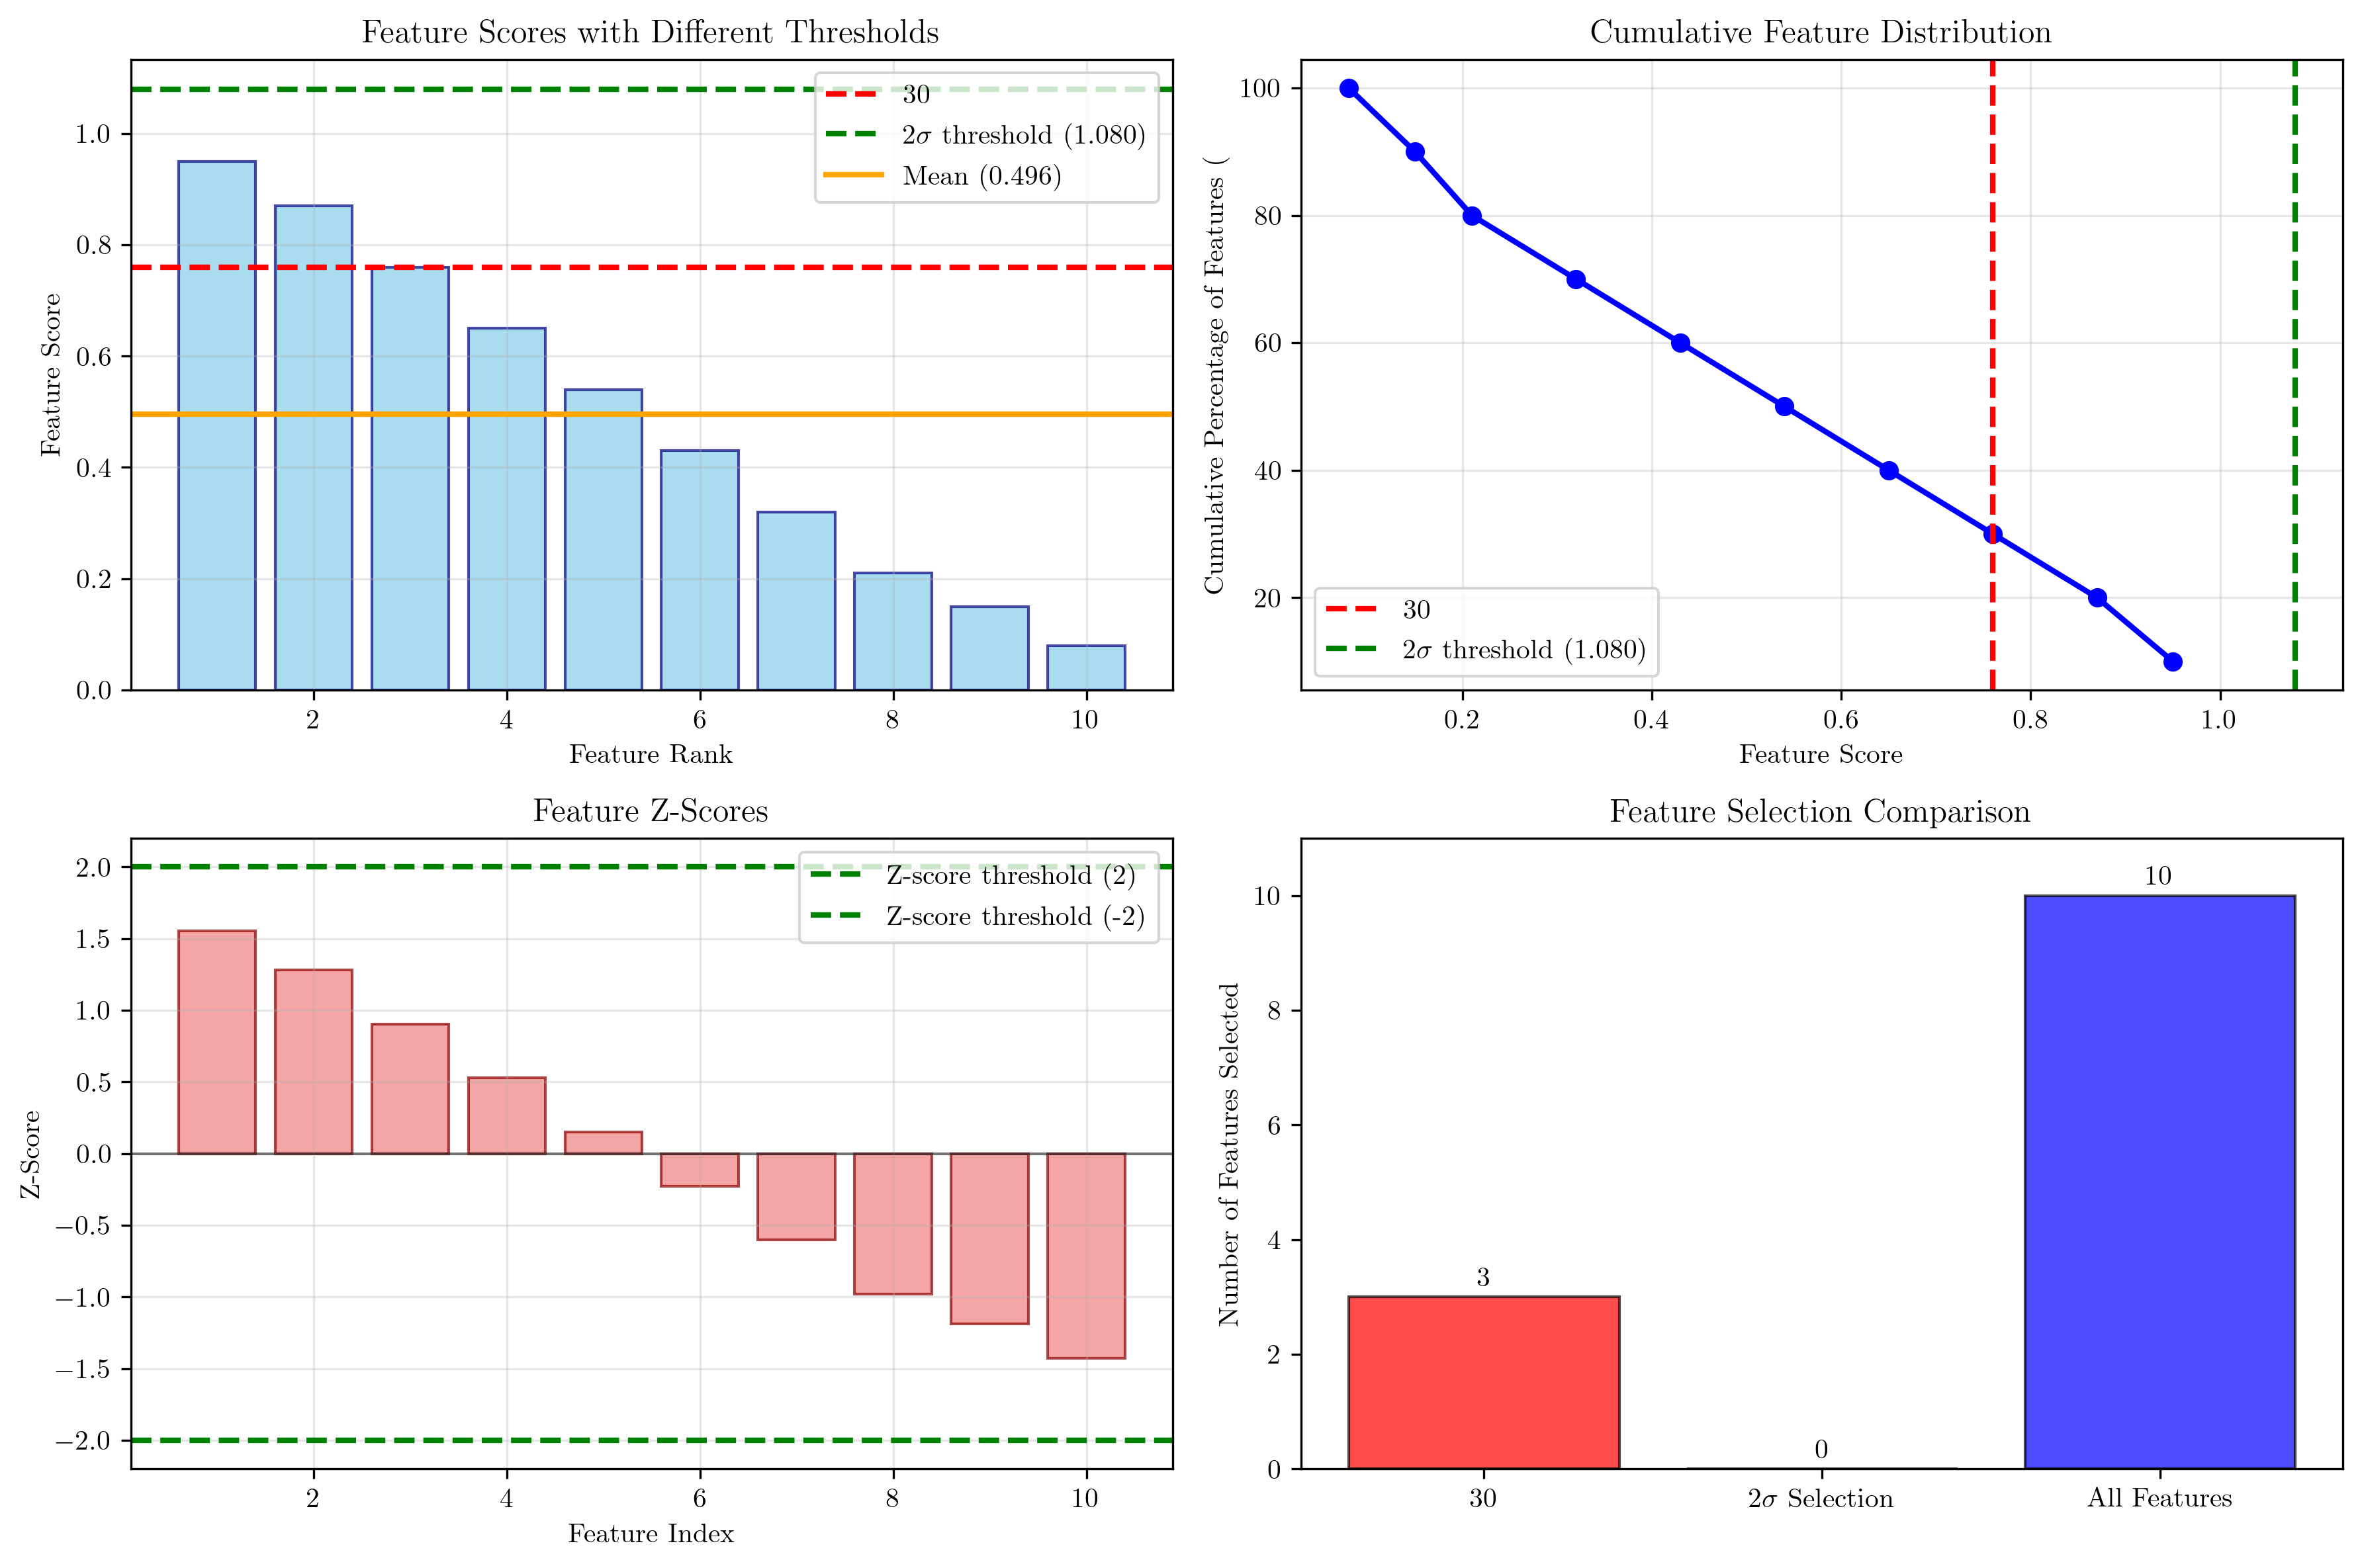 Feature Scores with Different Thresholds
Feature Score
1.0
0.8
0.6
0.4
0.2
0.0
30
2σ threshold (1.080)
Mean (0.496)
2 4 6 8 10
Feature Rank
Cumulative Feature Distribution
Cumulative Percentage of Features (
100
80
60
40
20
30
2σ threshold (1.080)
0.2 0.4 0.6 0.8 1.0
Feature Score
Feature Z-Scores
Z-Score
2.0
1.5
1.0
0.5
0.0
−0.5
−1.0
−1.5
−2.0
Z-score threshold (2)
Z-score threshold (-2)
2 4 6 8 10
Feature Index
Feature Selection Comparison
Number of Features Selected
10
8
6
4
2
0
3
0
10
30 2σ Selection All Features